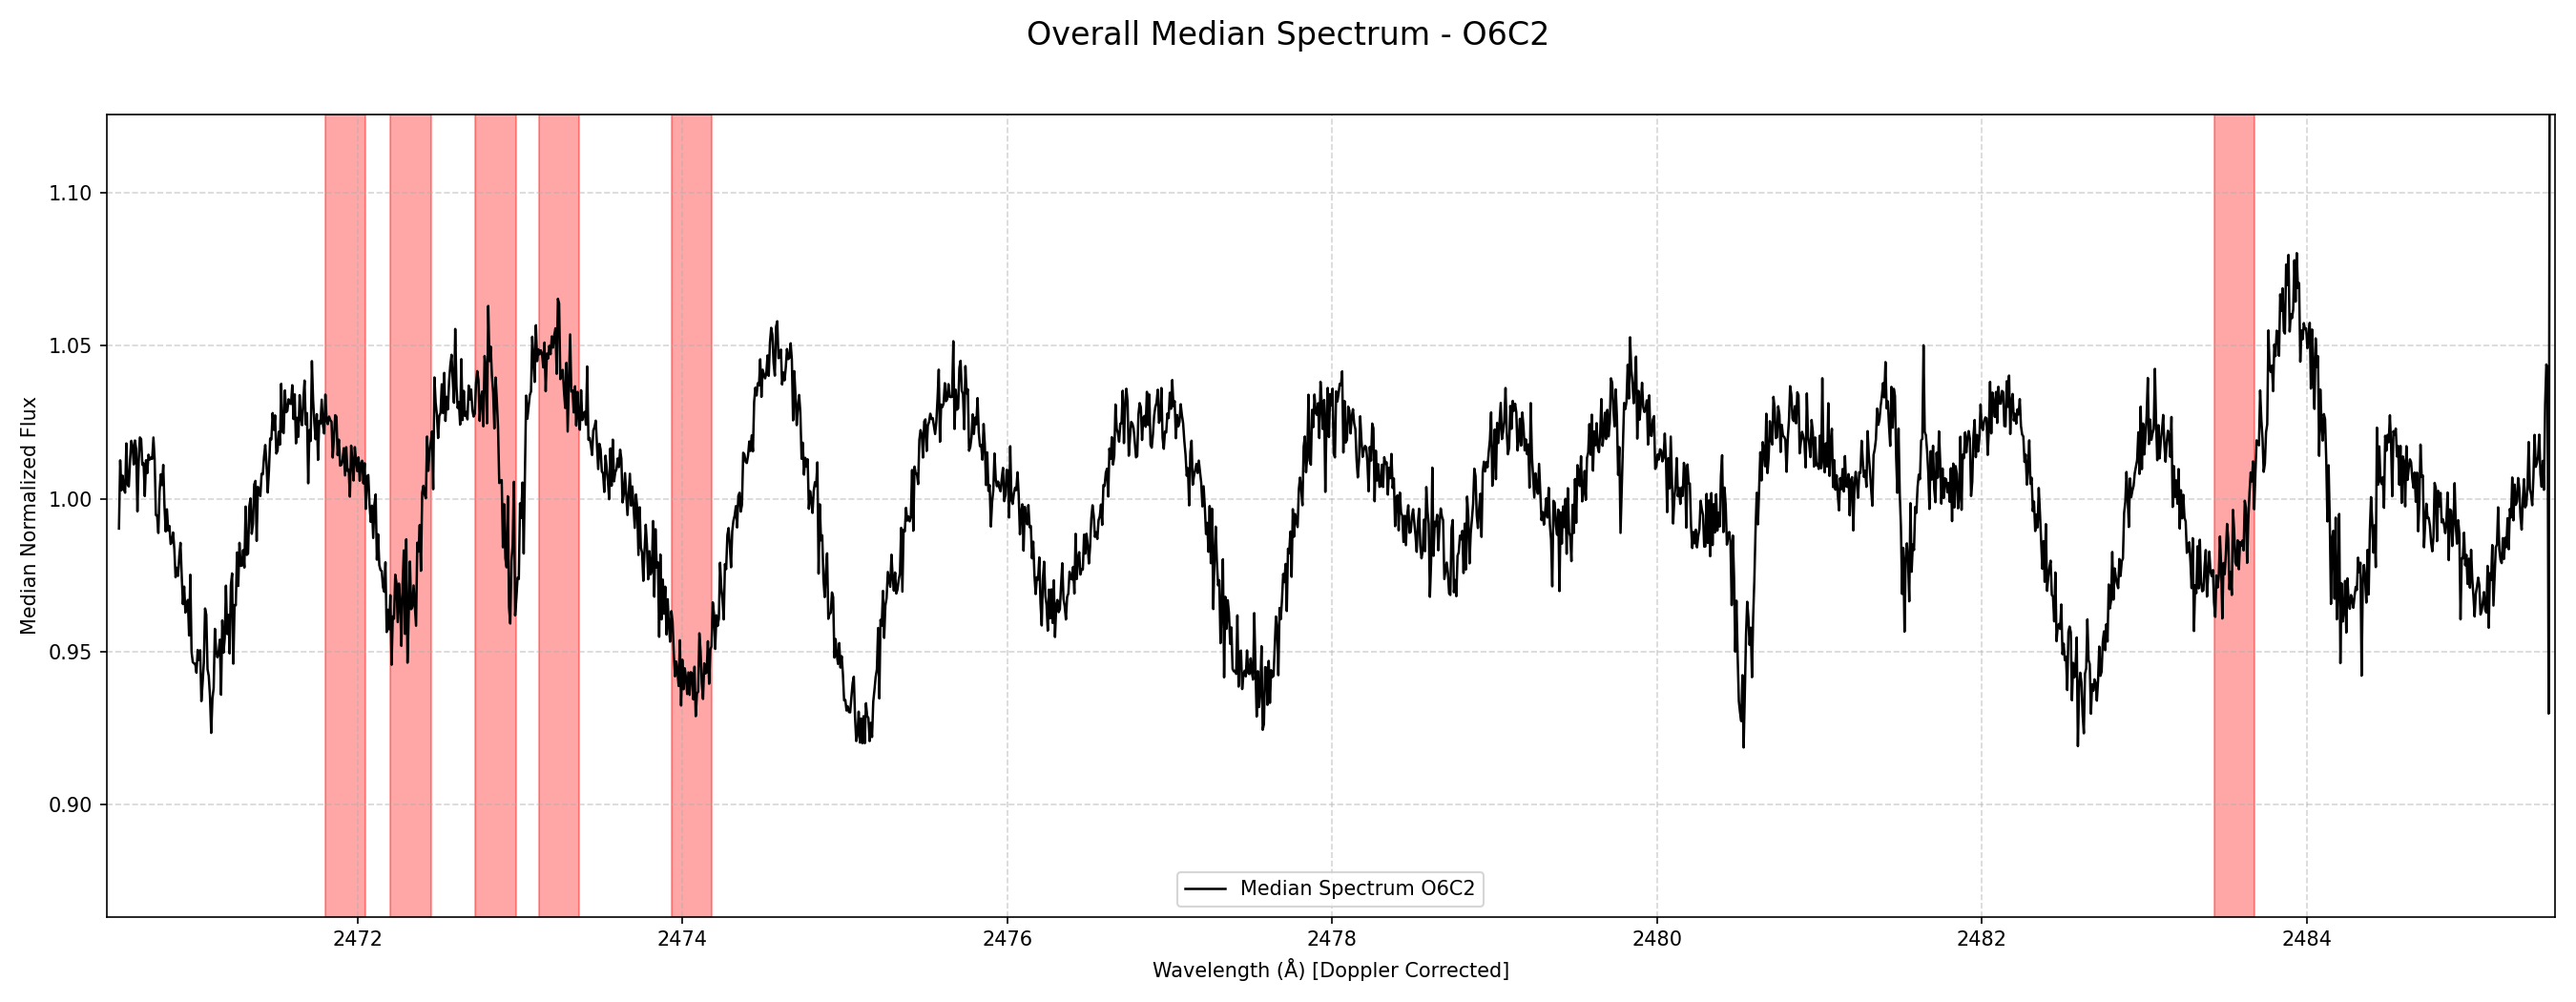 Overall Median Spectrum - O6C2
Median Normalized Flux
1.10
1.05
1.00
0.95
0.90
Median Spectrum O6C2
2472 2474 2476 2478 2480 2482 2484
Wavelength (Å) [Doppler Corrected]